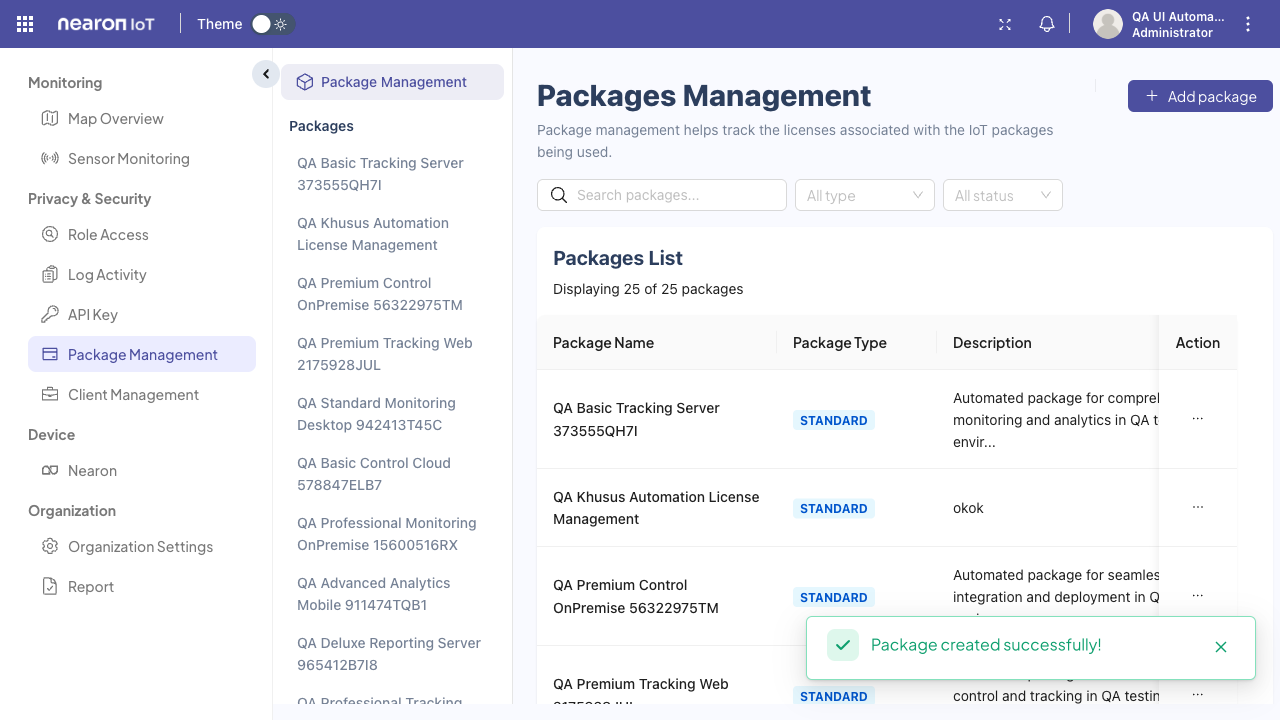 nearon IoT
Theme
QA UI Automa...
Administrator
Monitoring
Map Overview
Sensor Monitoring
Privacy & Security
Role Access
Log Activity
API Key
Package Management
Client Management
Device
Nearon
Organization
Organization Settings
Report
Package Management
Packages
QA Basic Tracking Server
373555QH7I
QA Khusus Automation
License Management
QA Premium Control
OnPremise 56322975TM
QA Premium Tracking Web
2175928JUL
QA Standard Monitoring
Desktop 942413T45C
QA Basic Control Cloud
578847ELB7
QA Professional Monitoring
OnPremise 15600516RX
QA Advanced Analytics
Mobile 911474TQB1
QA Deluxe Reporting Server
965412B7I8
QA Professional Tracking
Packages Management
Add package
Package management helps track the licenses associated with the IoT packages
being used.
Search packages...
All type
All status
Packages List
Displaying 25 of 25 packages
Package Name
Package Type
Description
Action
QA Basic Tracking Server
373555QH7I
STANDARD
Automated package for compre
monitoring and analytics in QA t
envir...
QA Khusus Automation License
Management
STANDARD
okok
QA Premium Control
OnPremise 56322975TM
STANDARD
Automated package for seamles
integration and deployment in Q
QA Premium Tracking Web
STANDARD
control and tracking in QA testin
Package created successfully!